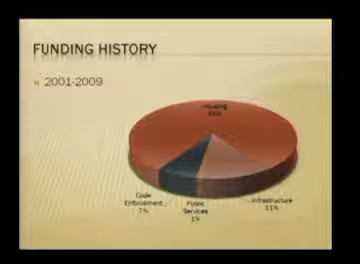 FUNDING HISTORY
2001-2009
Housing
81%
Code
Enforcement
7%
Public
Services
1%
Infrastructure
11%